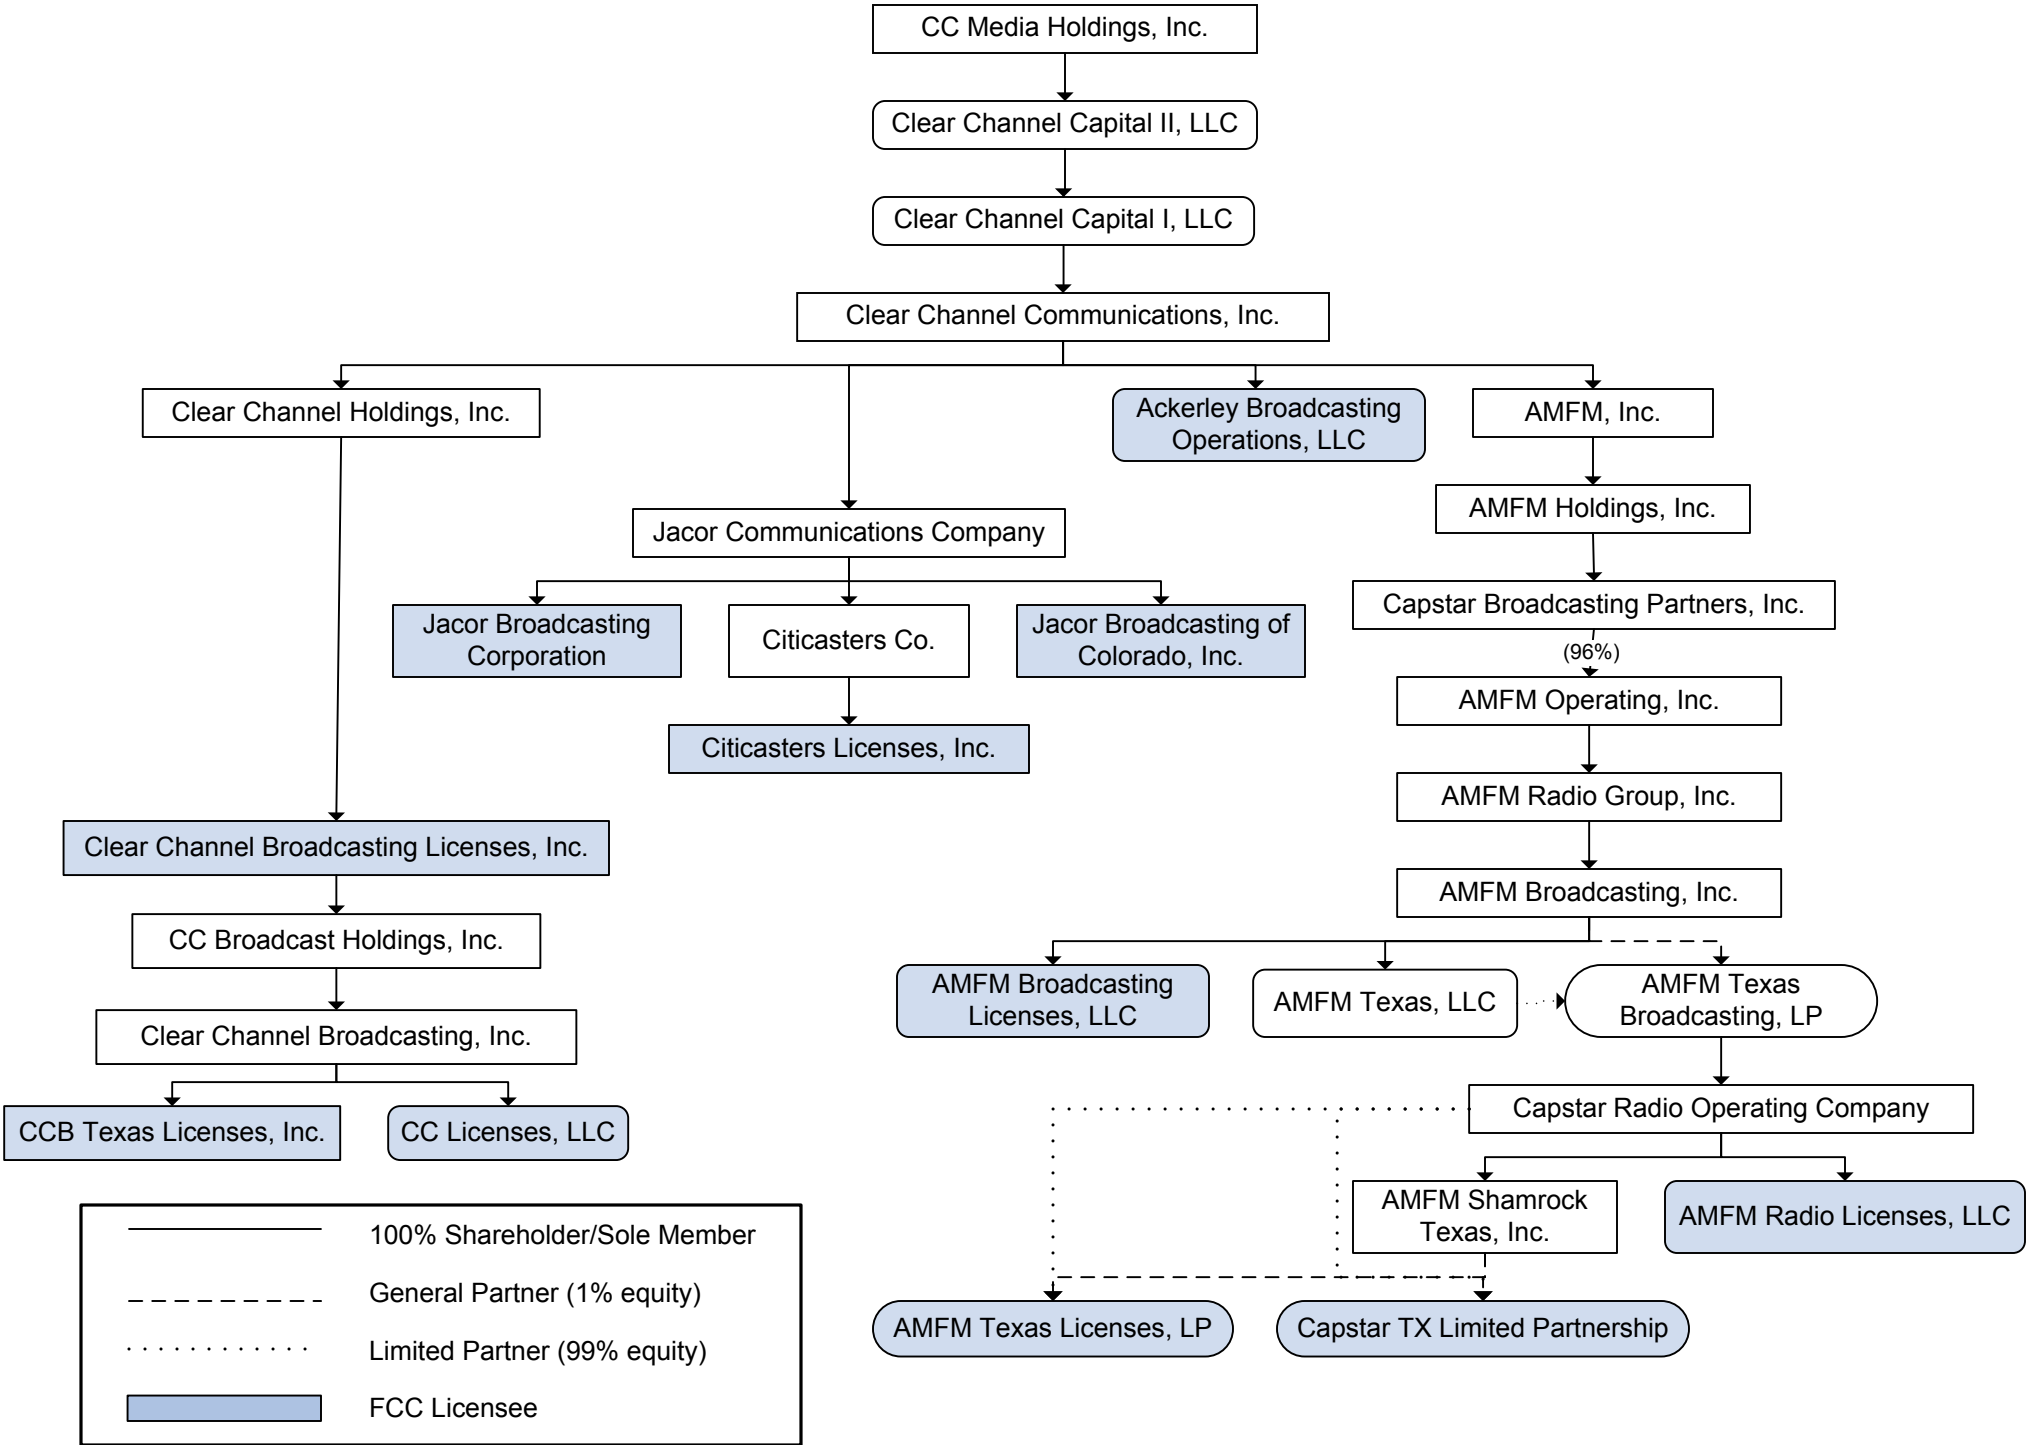 CC Media Holdings, Inc.
Clear Channel Capital II, LLC
Clear Channel Capital I, LLC
Clear Channel Communications, Inc.
Clear Channel Holdings, Inc.
Ackerley Broadcasting
Operations, LLC
AMFM, Inc.
AMFM Holdings, Inc.
Jacor Communications Company
Jacor Broadcasting
Corporation
Citicasters Co.
Jacor Broadcasting of
Colorado, Inc.
Capstar Broadcasting Partners, Inc.
(96%)
AMFM Operating, Inc.
Citicasters Licenses, Inc.
AMFM Radio Group, Inc.
Clear Channel Broadcasting Licenses, Inc.
AMFM Broadcasting, Inc.
CC Broadcast Holdings, Inc.
AMFM Broadcasting
Licenses, LLC
AMFM Texas, LLC
AMFM Texas
Broadcasting, LP
Clear Channel Broadcasting, Inc.
CCB Texas Licenses, Inc.
CC Licenses, LLC
Capstar Radio Operating Company
AMFM Shamrock
Texas, Inc.
AMFM Radio Licenses, LLC
AMFM Texas Licenses, LP
Capstar TX Limited Partnership
100% Shareholder/Sole Member
General Partner (1% equity)
Limited Partner (99% equity)
FCC Licensee